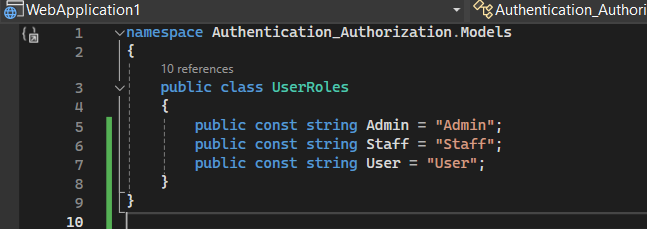 WebApplication1
Authentication_Authori
1 namespace Authentication_Authorization.Models
2 {
10 references
3 public class UserRoles
4 {
5 public const string Admin = "Admin";
6 public const string Staff = "Staff";
7 public const string User = "User";
8 }
9 }
10